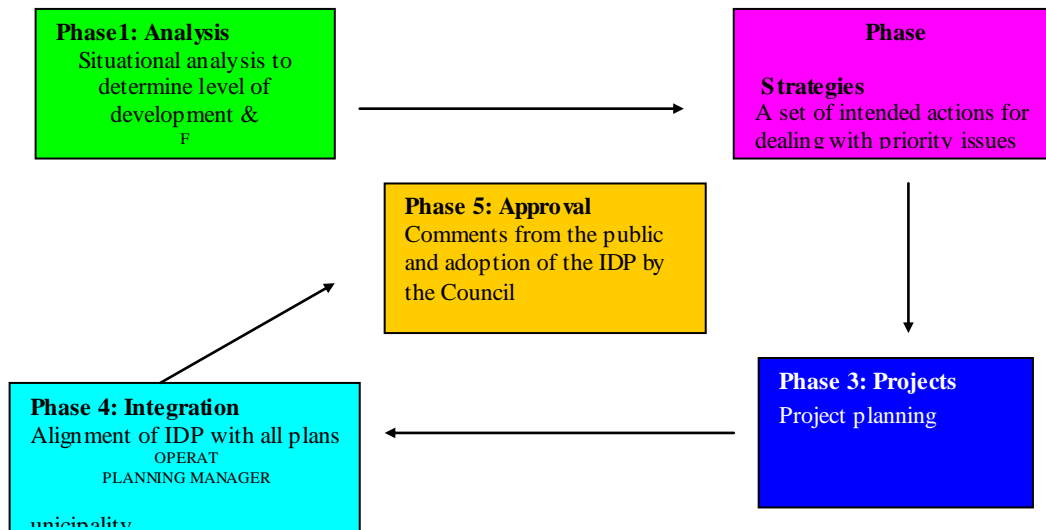 Phase1: Analysis
Situational analysis to
determine level of
development &
F
Phase
Strategies
A set of intended actions for
dealing with priority issues
Phase 5: Approval
Comments from the public
and adoption of the IDP by
the Council
Phase 3: Projects
Project planning
Phase 4: Integration
Alignment of IDP with all plans
OPERAT
PLANNING MANAGER
unicipality